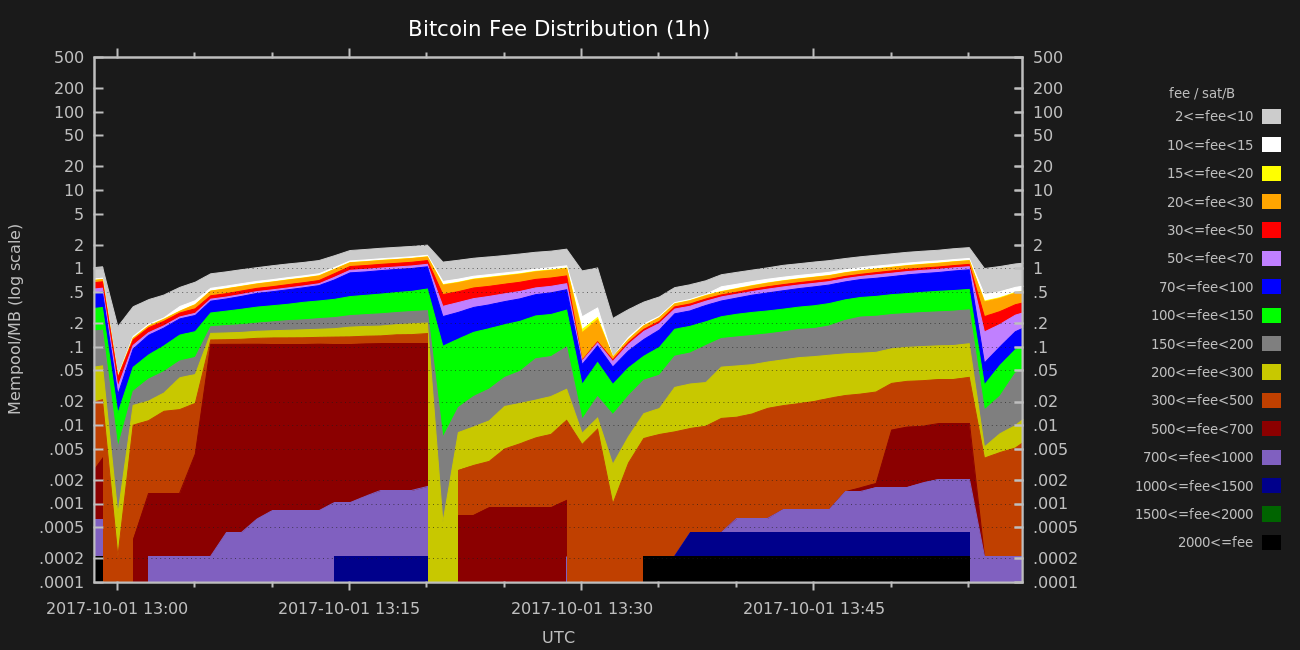 Bitcoin Fee Distribution (1h)
500 500
200 200
100 100
50 50
20 20
10 10
5 5
2 2
1 1
.5 .5
.2 .2
.1 .1
.05 .05
.02 .02
.01 .01
.005 .005
.002 .002
.001 .001
.0005 .0005
.0002 .0002
.0001 .0001
Mempool/MB (log scale)
2017-10-01 13:00 2017-10-01 13:15 2017-10-01 13:30 2017-10-01 13:45
UTC
fee / sat/B
2<=fee<10
10<=fee<15
15<=fee<20
20<=fee<30
30<=fee<50
50<=fee<70
70<=fee<100
100<=fee<150
150<=fee<200
200<=fee<300
300<=fee<500
500<=fee<700
700<=fee<1000
1000<=fee<1500
1500<=fee<2000
2000<=fee